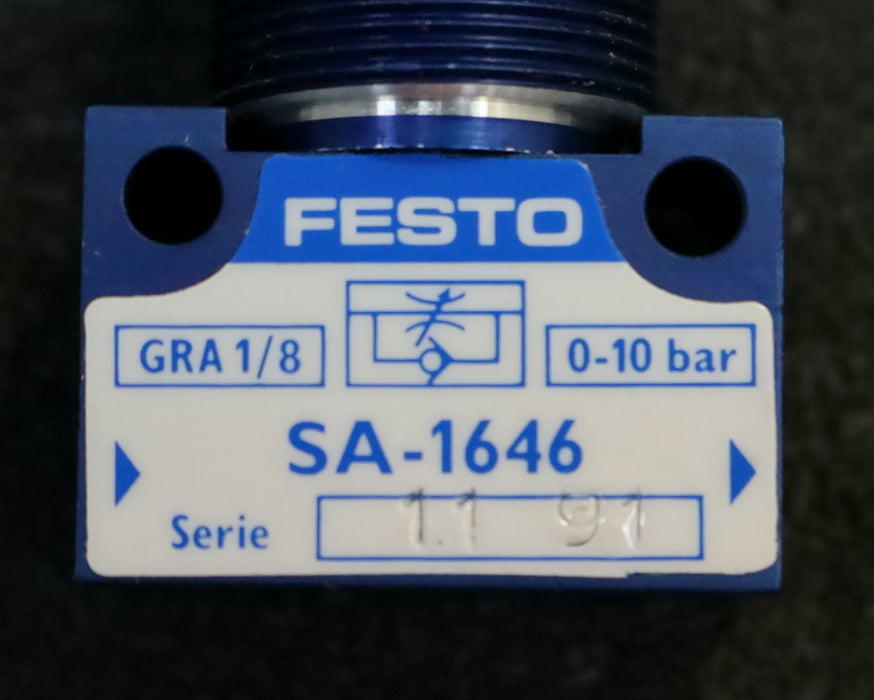 FESTO
GRA 1/8
0-10 bar
SA-1646
Serie 11 91